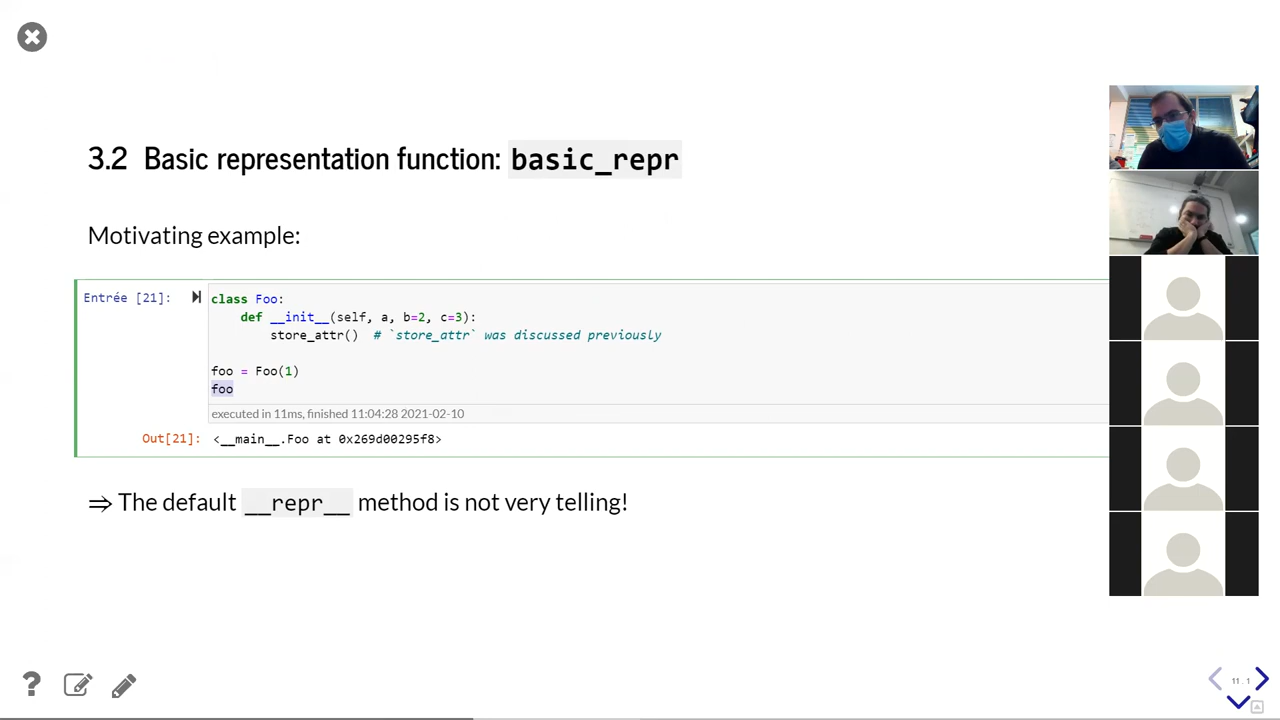 3.2 Basic representation function: basic_repr
Motivating example:
Entrée [21]:
class Foo:
    def __init__(self, a, b=2, c=3):
        store_attr()  # `store_attr` was discussed previously
foo = Foo(1)
foo
executed in 11ms, finished 11:04:28 2021-02-10
Out[21]: <__main__.Foo at 0x269d00295f8>
⇒ The default __repr__ method is not very telling!
?
11.1